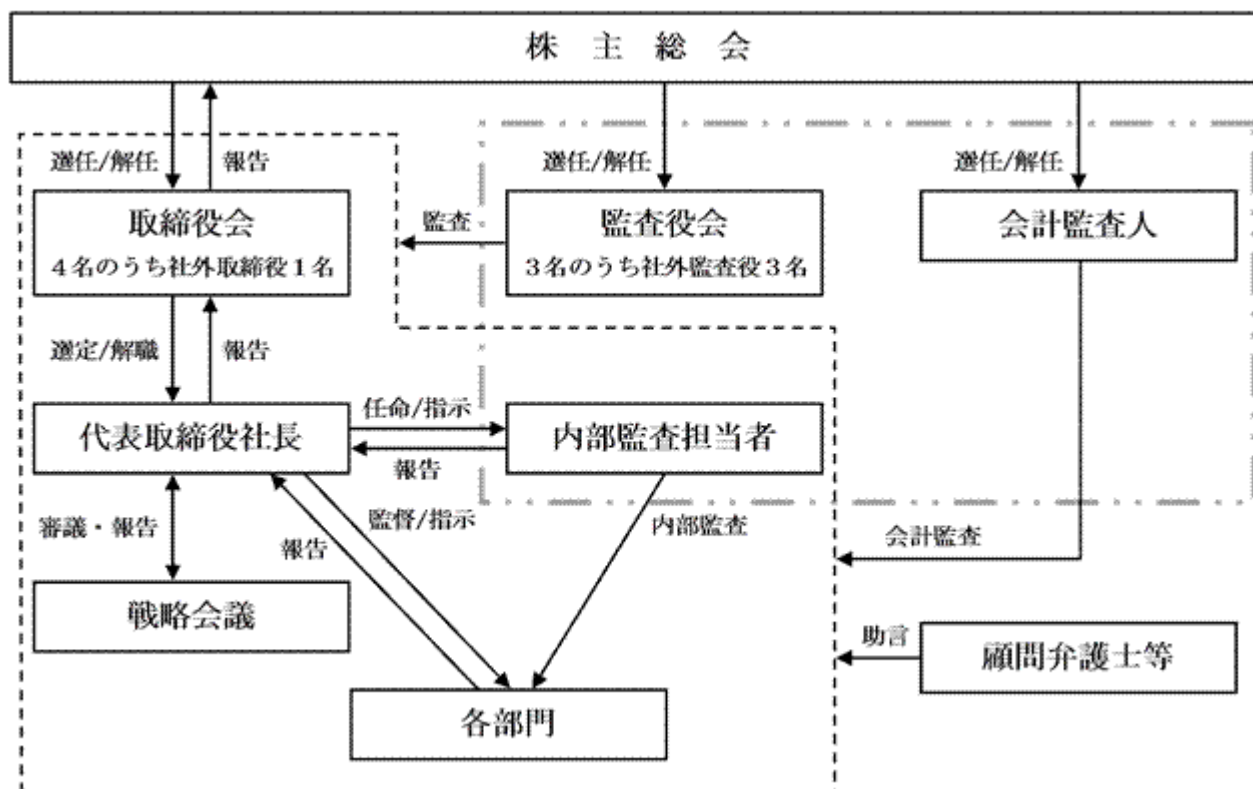 株 主 総 会
選任/解任
報告
選任/解任
選任/解任
取締役会
4名のうち社外取締役1名
監査
監査役会
3名のうち社外監査役3名
会計監査人
選定/解職
報告
代表取締役社長
任命/指示
報告
内部監査担当者
審議・報告
報告
監督/指示
内部監査
会計監査
戦略会議
助言
顧問弁護士等
各部門